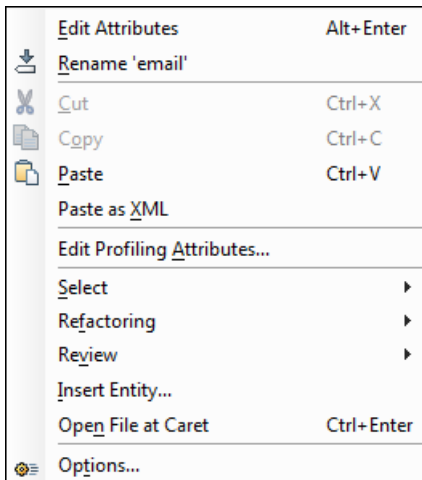 Edit Attributes Alt+Enter
Rename 'email'
Cut Ctrl+X
Copy Ctrl+C
Paste Ctrl+V
Paste as XML
Edit Profiling Attributes...
Select
Refactoring
Review
Insert Entity...
Open File at Caret Ctrl+Enter
Options...